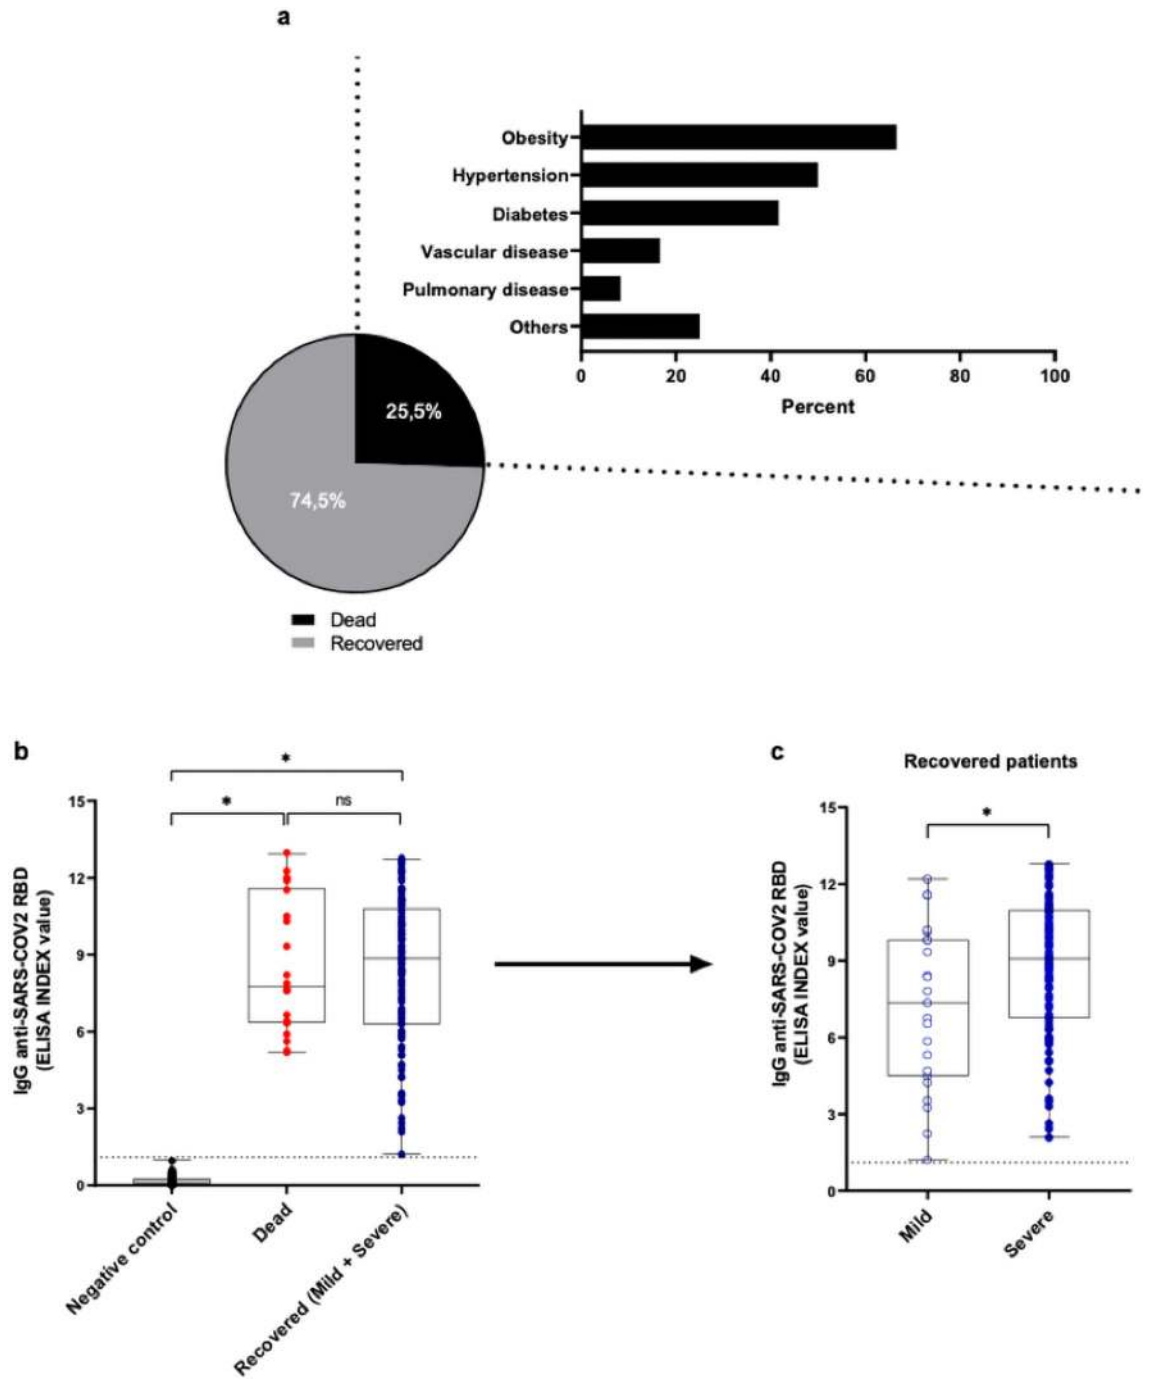 a
Obesity
Hypertension
Diabetes
Vascular disease
Pulmonary disease
Others
0 20 40 60 80 100
Percent
25,5%
74,5%
Dead
Recovered
b
*
*
ns
15
12
9
6
3
0
IgG anti-SARS-COV2 RBD
(ELISA INDEX value)
Negative control
Dead
Recovered (Mild + Severe)
c
Recovered patients
*
15
12
9
6
3
0
IgG anti-SARS-COV2 RBD
(ELISA INDEX value)
Mild
Severe